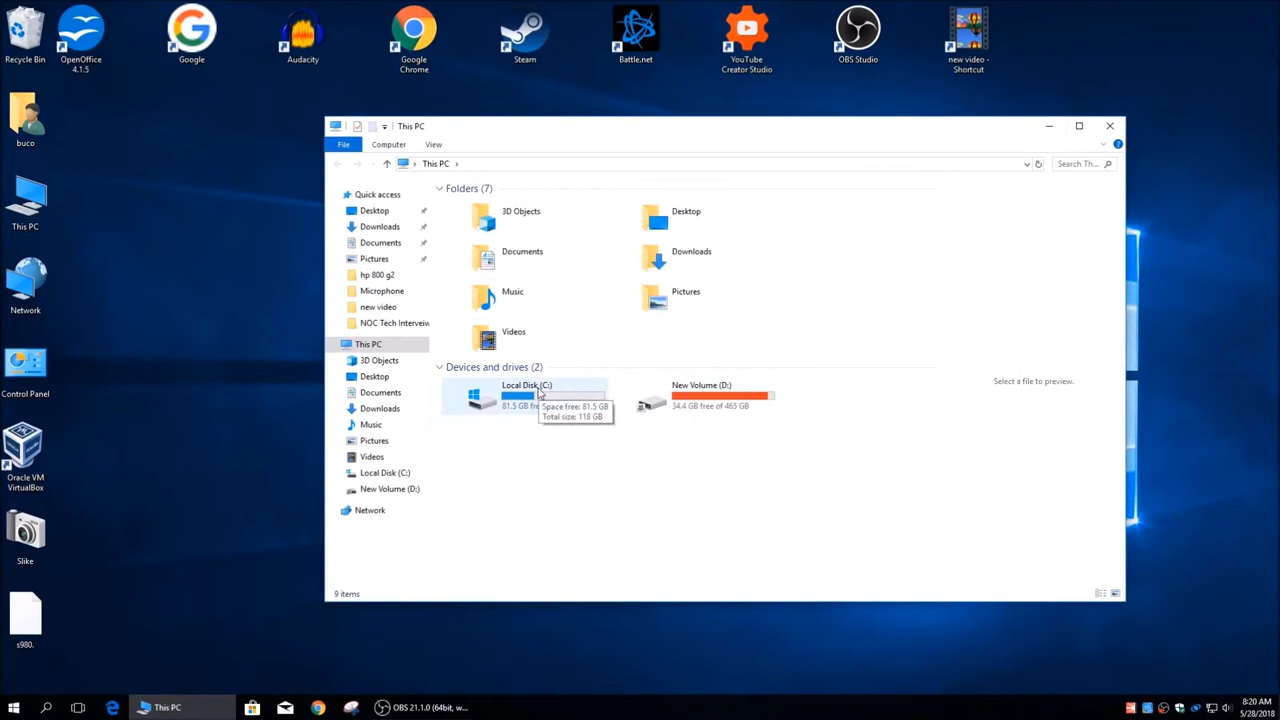 Recycle Bin
OpenOffice
4.1.5
Google
Audacity
Google
Chrome
Steam
Battle.net
YouTube
Creator Studio
OBS Studio
new video -
Shortcut
buco
This PC
Network
Control Panel
Oracle VM
VirtualBox
Slike
s980.
This PC
File
Computer
View
This PC
Search Th...
Quick access
Desktop
Downloads
Documents
Pictures
hp 800 g2
Microphone
new video
NOC Tech Interviw
This PC
3D Objects
Desktop
Documents
Downloads
Music
Pictures
Videos
Local Disk (C:)
New Volume (D:)
Network
Folders (7)
3D Objects
Desktop
Documents
Downloads
Music
Pictures
Videos
Devices and drives (2)
Local Disk (C:)
81.5 GB fre
Space free: 81.5 GB
Total size: 118 GB
New Volume (D:)
34.4 GB free of 465 GB
Select a file to preview.
9 items
This PC
OBS 21.1.0 (64bit, w...
8:20 AM
5/28/2018